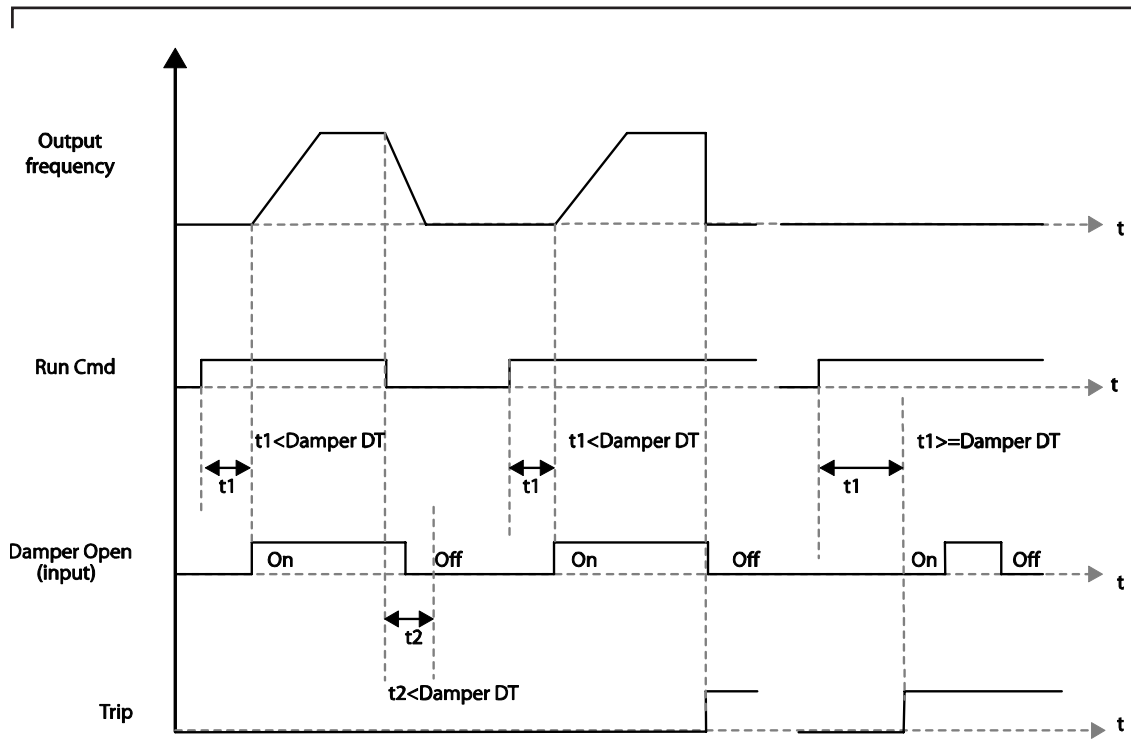 Output
frequency
t
Run Cmd
t
t1<Damper DT
t1<Damper DT
t1>=Damper DT
t1
t1
t1
Damper Open
(input)
On
Off
On
Off
On
Off
t
t2
t2<Damper DT
Trip
t